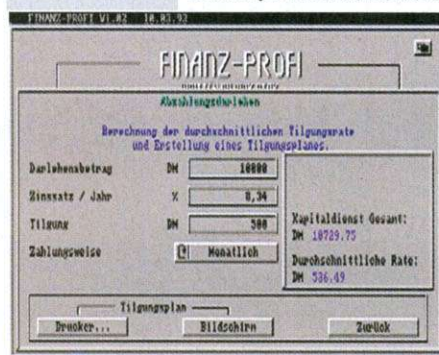 FINANZ-PROFI V1.02 10.03.92
FINANZ-PROFI
Abzahlungsdarlehen
Berechnung der durchschnittlichen Tilgungsrate
und Erstellung eines Tilgungsplanes.
Darlehensbetrag DM 10000
Zinssatz / Jahr % 8,34
Tilgung DM 500
Zahlungsweise Monatlich
Kapitaldienst Gesamt:
DM 10729.75
Durchschnittliche Rate:
DM 536.49
Tilgungsplan
Drucker... Bildschirm Zurück